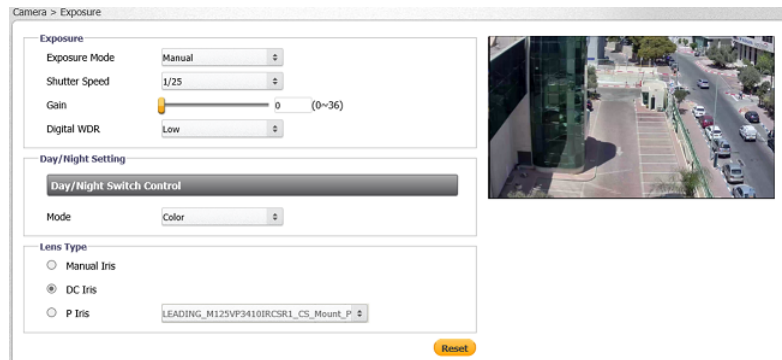 Camera > Exposure
Exposure
Exposure Mode Manual
Shutter Speed 1/25
Gain 0 (0~36)
Digital WDR Low
Day/Night Setting
Day/Night Switch Control
Mode Color
Lens Type
Manual Iris
DC Iris
P Iris LEADING_M125VP3410IRCSR1_CS_Mount_P
Reset